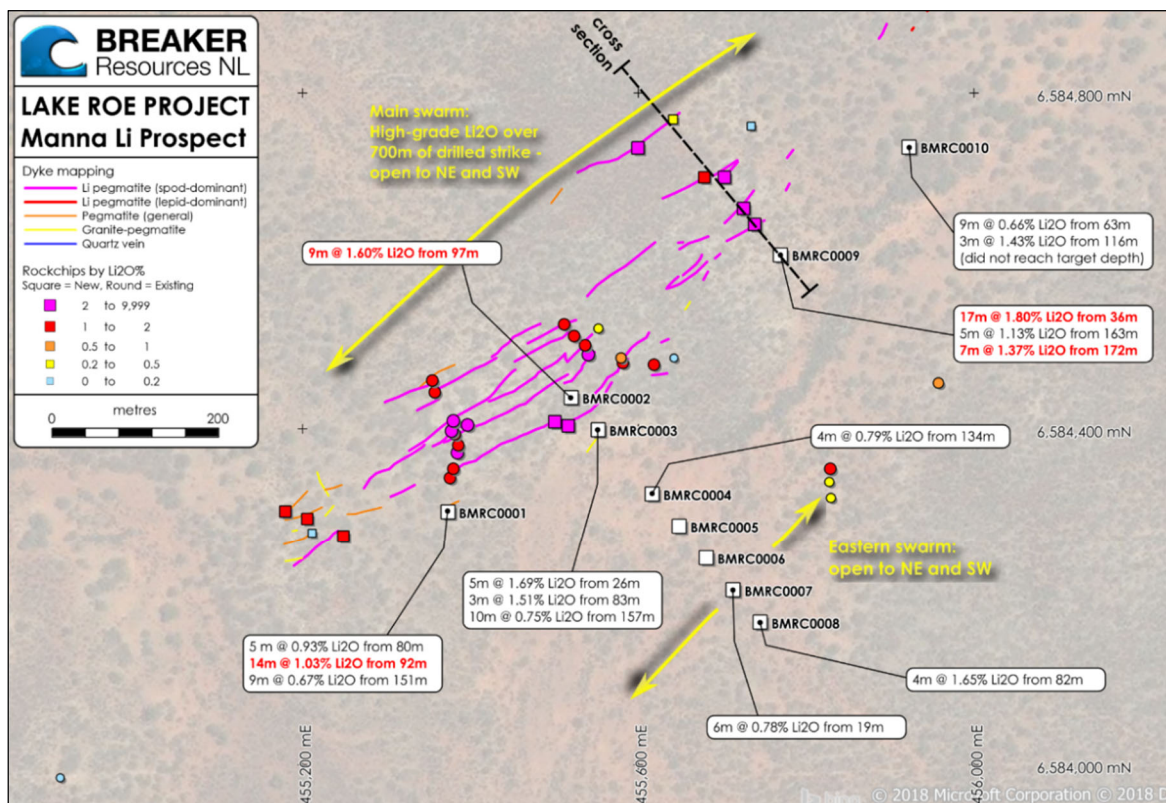 BREAKER
Resources NL
LAKE ROE PROJECT
Manna Li Prospect
Dyke mapping
Li pegmatite (spod-dominant)
Li pegmatite (lepid-dominant)
Pegmatite (general)
Granite-pegmatite
Quartz vein
Rockchips by Li2O%
Square = New, Round = Existing
2 to 9,999
1 to 2
0.5 to 1
0.2 to 0.5
0 to 0.2
metres
0 200
cross
section
Main swarm:
High-grade Li2O over
700m of drilled strike -
open to NE and SW
6,584,800 mN
BMRC0010
9m @ 0.66% Li2O from 63m
3m @ 1.43% Li2O from 116m
(did not reach target depth)
9m @ 1.60% Li2O from 97m
BMRC0009
17m @ 1.80% Li2O from 36m
5m @ 1.13% Li2O from 163m
7m @ 1.37% Li2O from 172m
BMRC0002
BMRC0003
6,584,400 mN
4m @ 0.79% Li2O from 134m
BMRC0004
BMRC0001
BMRC0005
BMRC0006
Eastern swarm:
open to NE and SW
BMRC0007
BMRC0008
5m @ 1.69% Li2O from 26m
3m @ 1.51% Li2O from 83m
10m @ 0.75% Li2O from 157m
5 m @ 0.93% Li2O from 80m
14m @ 1.03% Li2O from 92m
9m @ 0.67% Li2O from 151m
4m @ 1.65% Li2O from 82m
6m @ 0.78% Li2O from 19m
455,200 mE
455,600 mE
456,000 mE
6,584,000 mN
© 2018 Microsoft Corporation © 2018 D